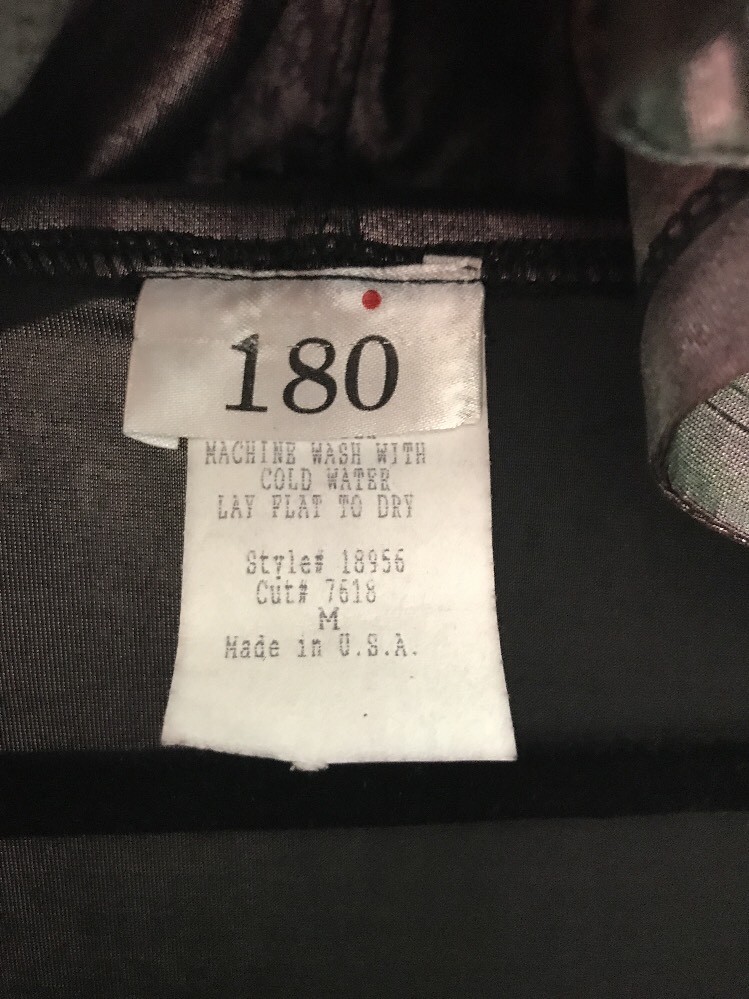 180
MACHINE WASH WITH
COLD WATER
LAY FLAT TO DRY
Style# 18956
Cut# 7618
M
Made in U.S.A.